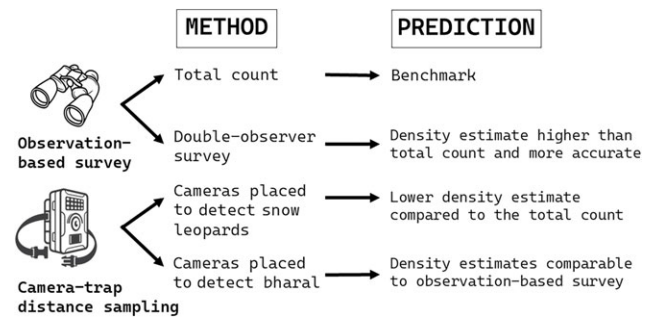 METHOD
PREDICTION
Total count
Benchmark
Observation-
based survey
Double-observer
survey
Density estimate higher than
total count and more accurate
Cameras placed
to detect snow
leopards
Lower density estimate
compared to the total count
Cameras placed
to detect bharal
Density estimates comparable
to observation-based survey
Camera-trap
distance sampling